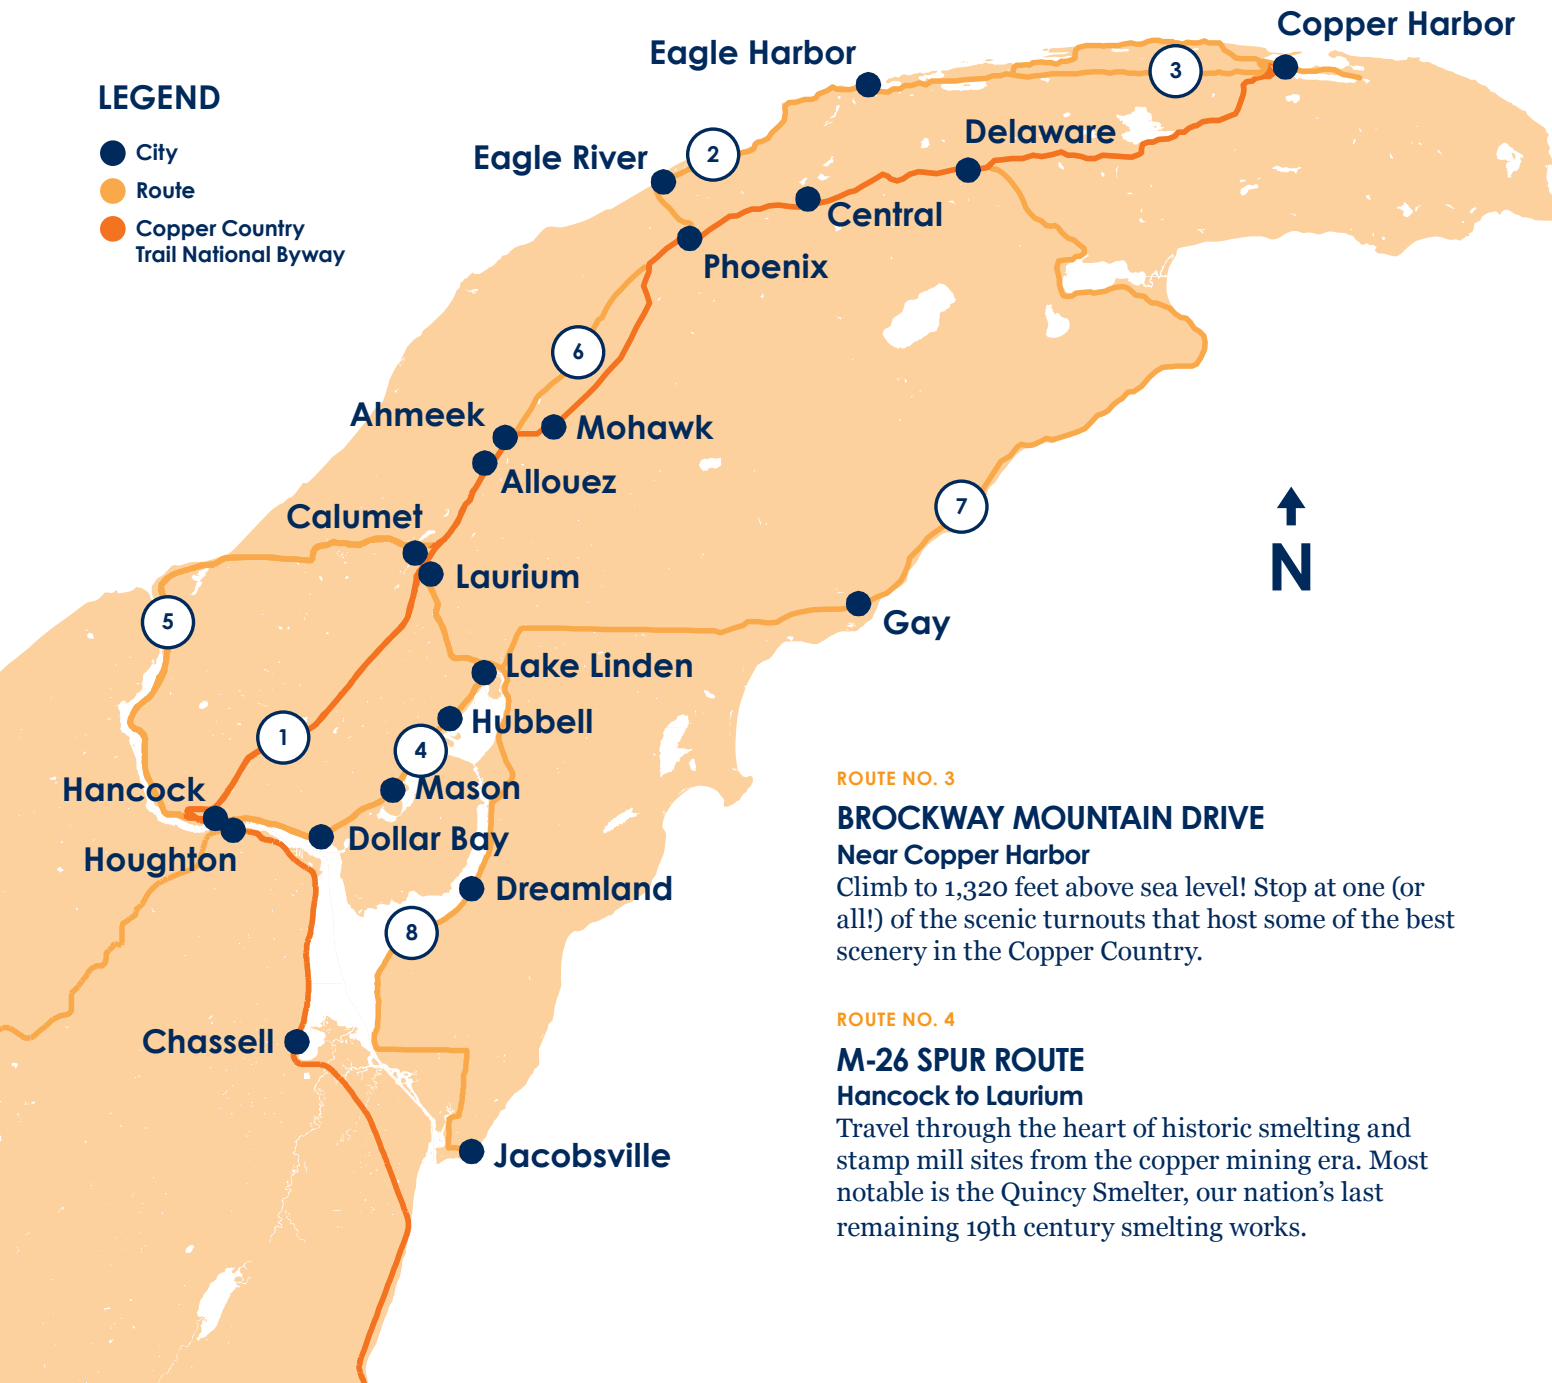 Copper Harbor
Eagle Harbor
3
LEGEND
City
Route
Copper Country
Trail National Byway
Delaware
2
Eagle River
Central
Phoenix
6
Ahmeek
Mohawk
Allouez
7
Calumet
Laurium
N
5
Gay
Lake Linden
Hubbell
1
4
Hancock
Mason
Dollar Bay
Houghton
Dreamland
8
Chassell
Jacobsville
ROUTE NO. 3
BROCKWAY MOUNTAIN DRIVE
Near Copper Harbor
Climb to 1,320 feet above sea level! Stop at one (or
all!) of the scenic turnouts that host some of the best
scenery in the Copper Country.
ROUTE NO. 4
M-26 SPUR ROUTE
Hancock to Laurium
Travel through the heart of historic smelting and
stamp mill sites from the copper mining era. Most
notable is the Quincy Smelter, our nation’s last
remaining 19th century smelting works.